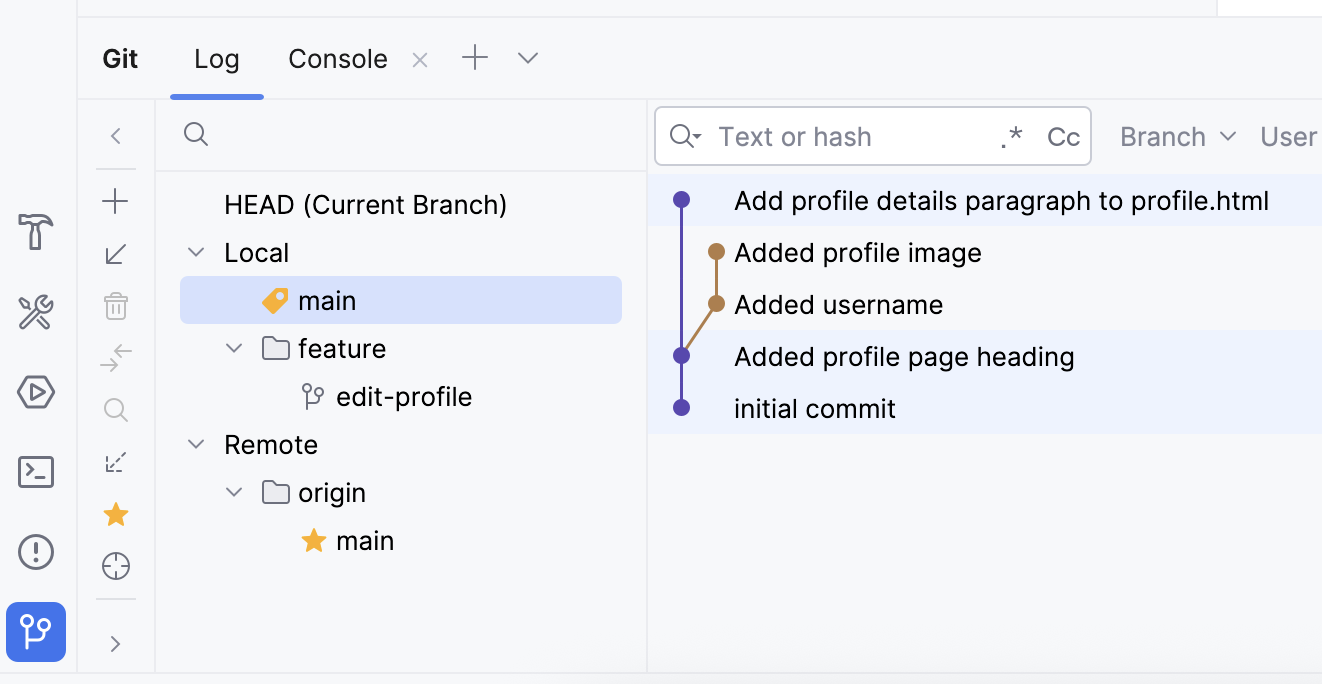 Git Log Console
Text or hash .* Cc Branch User
HEAD (Current Branch)
Local
main
feature
edit-profile
Remote
origin
main
Add profile details paragraph to profile.html
Added profile image
Added username
Added profile page heading
initial commit